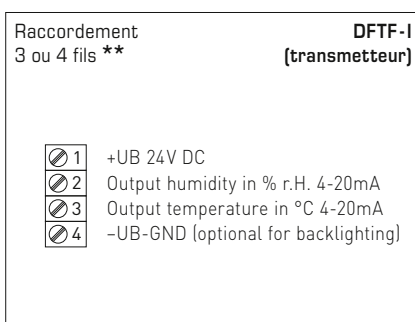 Raccordement
3 ou 4 fils **
DFTF-I
(transmetteur)
1 +UB 24V DC
2 Output humidity in % r.H. 4-20mA
3 Output temperature in °C 4-20mA
4 –UB-GND (optional for backlighting)